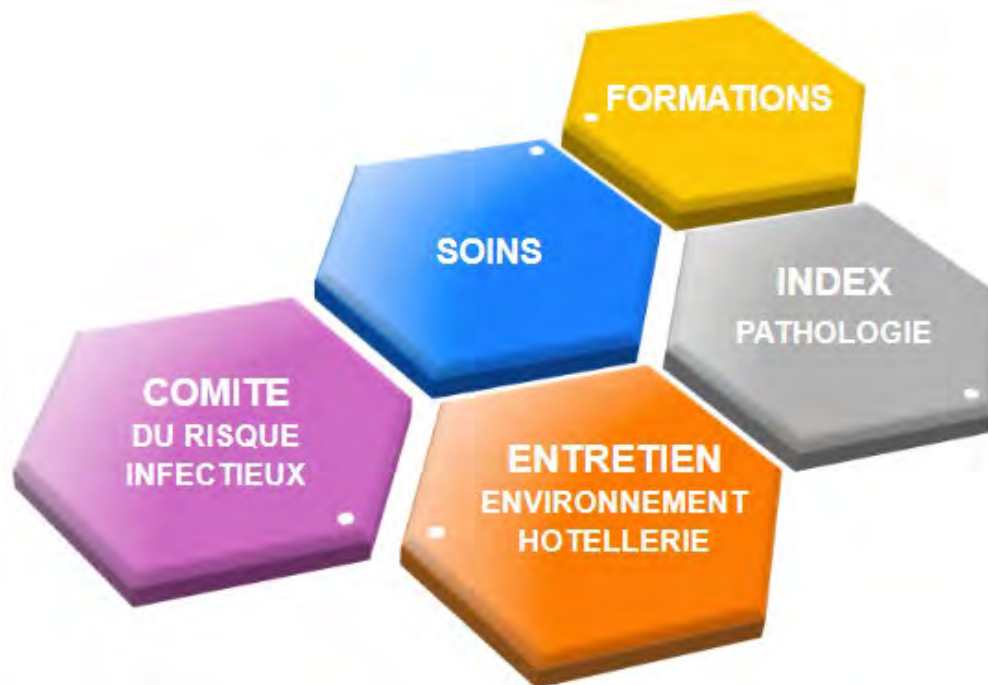 FORMATIONS
SOINS
INDEX
PATHOLOGIE
COMITE
DU RISQUE
INFECTIEUX
ENTRETIEN
ENVIRONNEMENT
HOTELLERIE